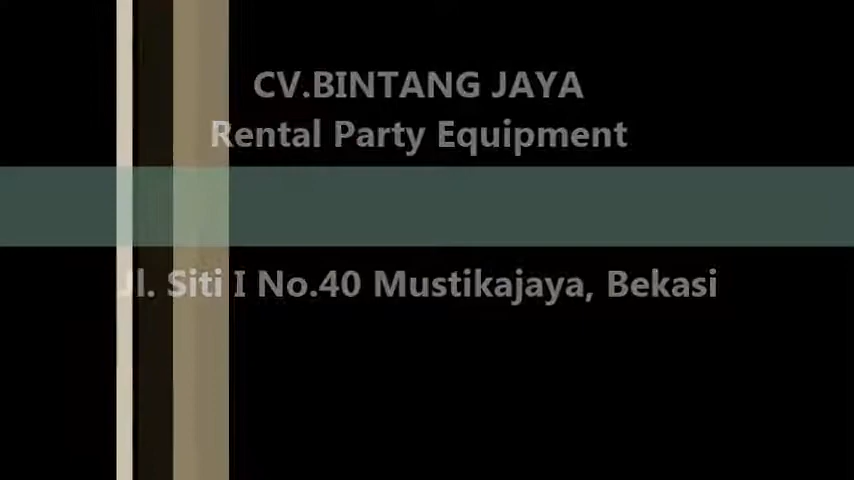 CV.BINTANG JAYA
Rental Party Equipment
Jl. Siti I No.40 Mustikajaya, Bekasi